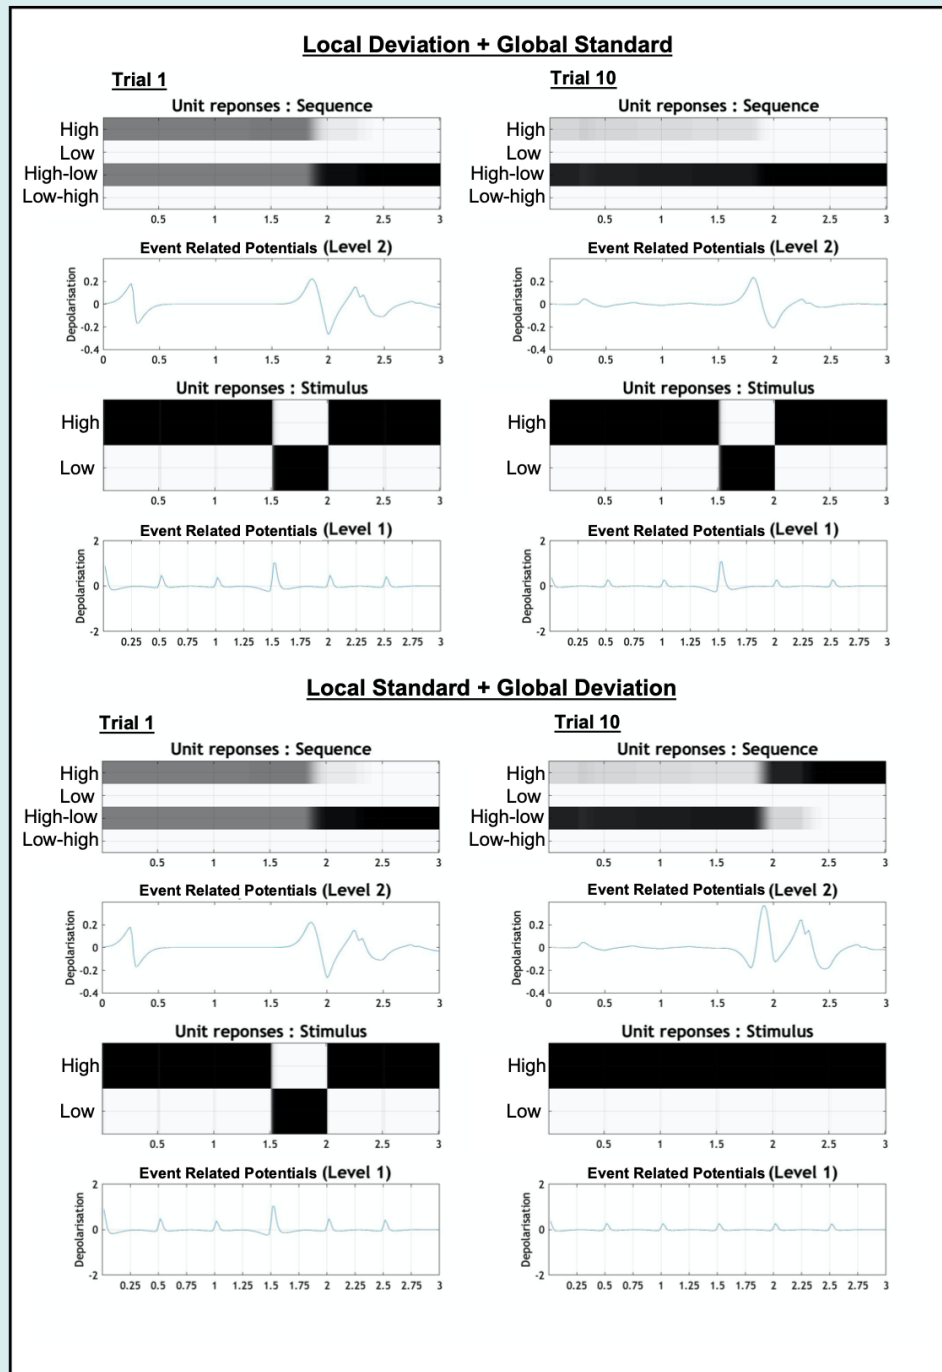 Local Deviation + Global Standard
Trial 1
Trial 10
Unit reponses : Sequence
Unit reponses : Sequence
High
Low
High-low
Low-high
0.5 1 1.5 2 2.5 3
High
Low
High-low
Low-high
0.5 1 1.5 2 2.5 3
Event Related Potentials (Level 2)
Depolarisation
0.2
0
-0.2
-0.4
0 0.5 1 1.5 2 2.5 3
Event Related Potentials (Level 2)
Depolarisation
0.2
0
-0.2
-0.4
0 0.5 1 1.5 2 2.5 3
Unit reponses : Stimulus
High
Low
0.5 1 1.5 2 2.5 3
Unit reponses : Stimulus
High
Low
0.5 1 1.5 2 2.5 3
Event Related Potentials (Level 1)
Depolarisation
2
0
-2
0.25 0.5 0.75 1 1.25 1.5 1.75 2 2.25 2.5 2.75 3
Event Related Potentials (Level 1)
Depolarisation
2
0
-2
0.25 0.5 0.75 1 1.25 1.5 1.75 2 2.25 2.5 2.75 3
Local Standard + Global Deviation
Trial 1
Trial 10
Unit reponses : Sequence
Unit reponses : Sequence
High
Low
High-low
Low-high
0.5 1 1.5 2 2.5 3
High
Low
High-low
Low-high
0.5 1 1.5 2 2.5 3
Event Related Potentials (Level 2)
Depolarisation
0.2
0
-0.2
-0.4
0 0.5 1 1.5 2 2.5 3
Event Related Potentials (Level 2)
Depolarisation
0.2
0
-0.2
-0.4
0 0.5 1 1.5 2 2.5 3
Unit reponses : Stimulus
High
Low
0.5 1 1.5 2 2.5 3
Unit reponses : Stimulus
High
Low
0.5 1 1.5 2 2.5 3
Event Related Potentials (Level 1)
Depolarisation
2
0
-2
0.25 0.5 0.75 1 1.25 1.5 1.75 2 2.25 2.5 2.75 3
Event Related Potentials (Level 1)
Depolarisation
2
0
-2
0.25 0.5 0.75 1 1.25 1.5 1.75 2 2.25 2.5 2.75 3